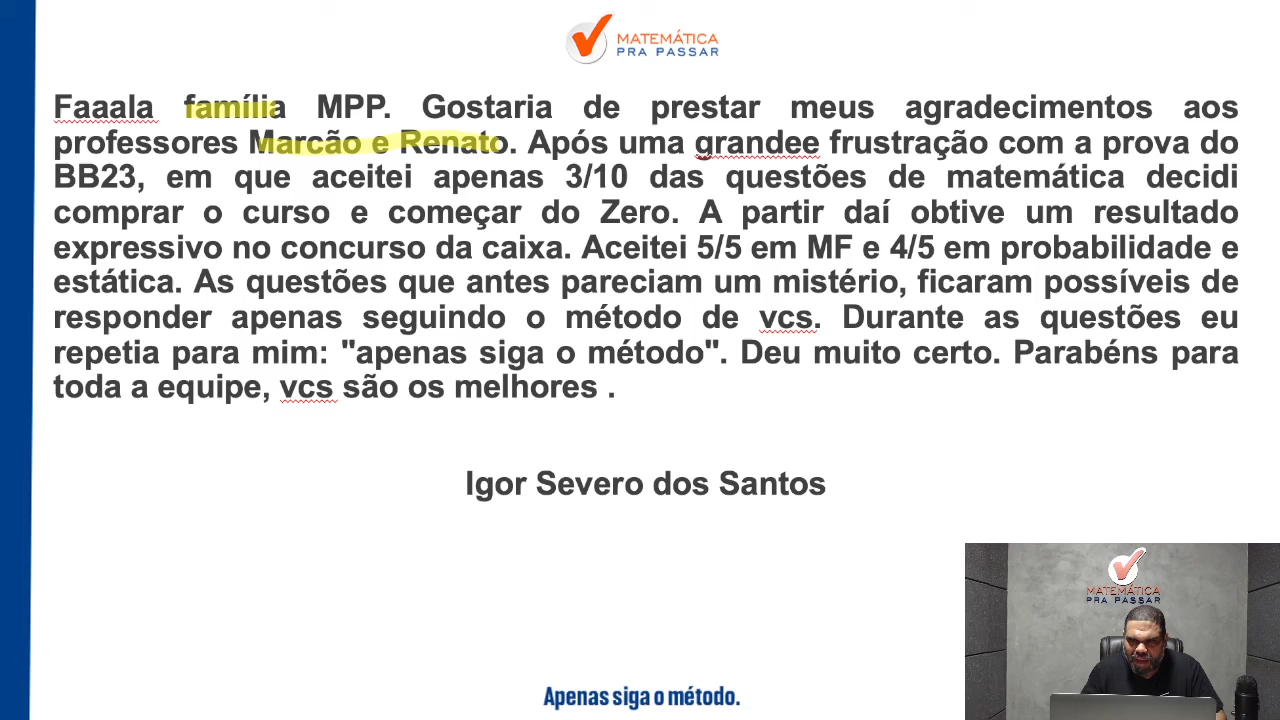 MATEMÁTICA
PRA PASSAR
Faaala família MPP. Gostaria de prestar meus agradecimentos aos
professores Marcão e Renato. Após uma grandee frustração com a prova do
BB23, em que aceitei apenas 3/10 das questões de matemática decidi
comprar o curso e começar do Zero. A partir daí obtive um resultado
expressivo no concurso da caixa. Aceitei 5/5 em MF e 4/5 em probabilidade e
estática. As questões que antes pareciam um mistério, ficaram possíveis de
responder apenas seguindo o método de vcs. Durante as questões eu
repetia para mim: "apenas siga o método". Deu muito certo. Parabéns para
toda a equipe, vcs são os melhores .
Igor Severo dos Santos
MATEMÁTICA
PRA PASSAR
Apenas siga o método.